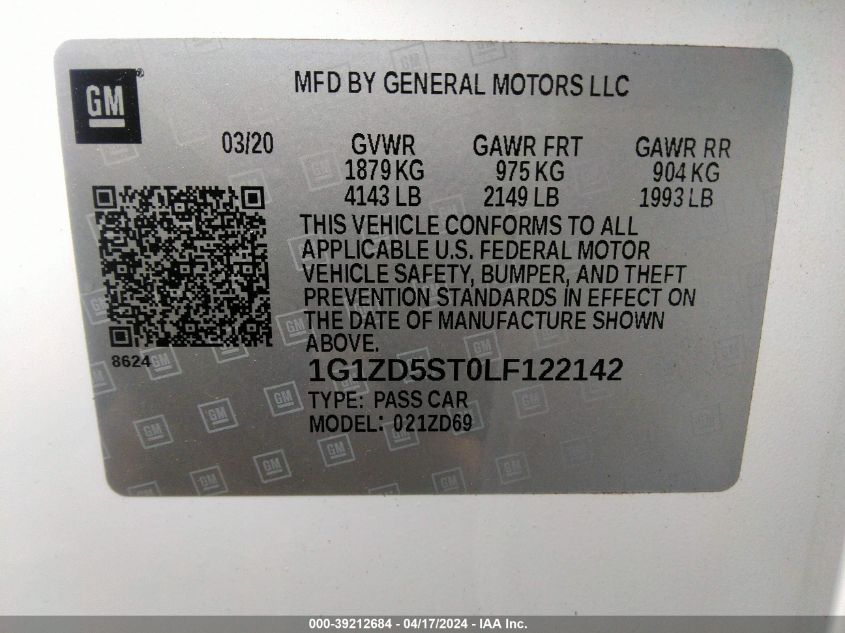 GM ®
MFD BY GENERAL MOTORS LLC
03/20 GVWR GAWR FRT GAWR RR
1879 KG 975 KG 904 KG
4143 LB 2149 LB 1993 LB
THIS VEHICLE CONFORMS TO ALL
APPLICABLE U.S. FEDERAL MOTOR
VEHICLE SAFETY, BUMPER, AND THEFT
PREVENTION STANDARDS IN EFFECT ON
THE DATE OF MANUFACTURE SHOWN
ABOVE.
8624
1G1ZD5ST0LF122142
TYPE: PASS CAR
MODEL: 021ZD69
000-39212684 / 04/17/2024 - IAA Inc.